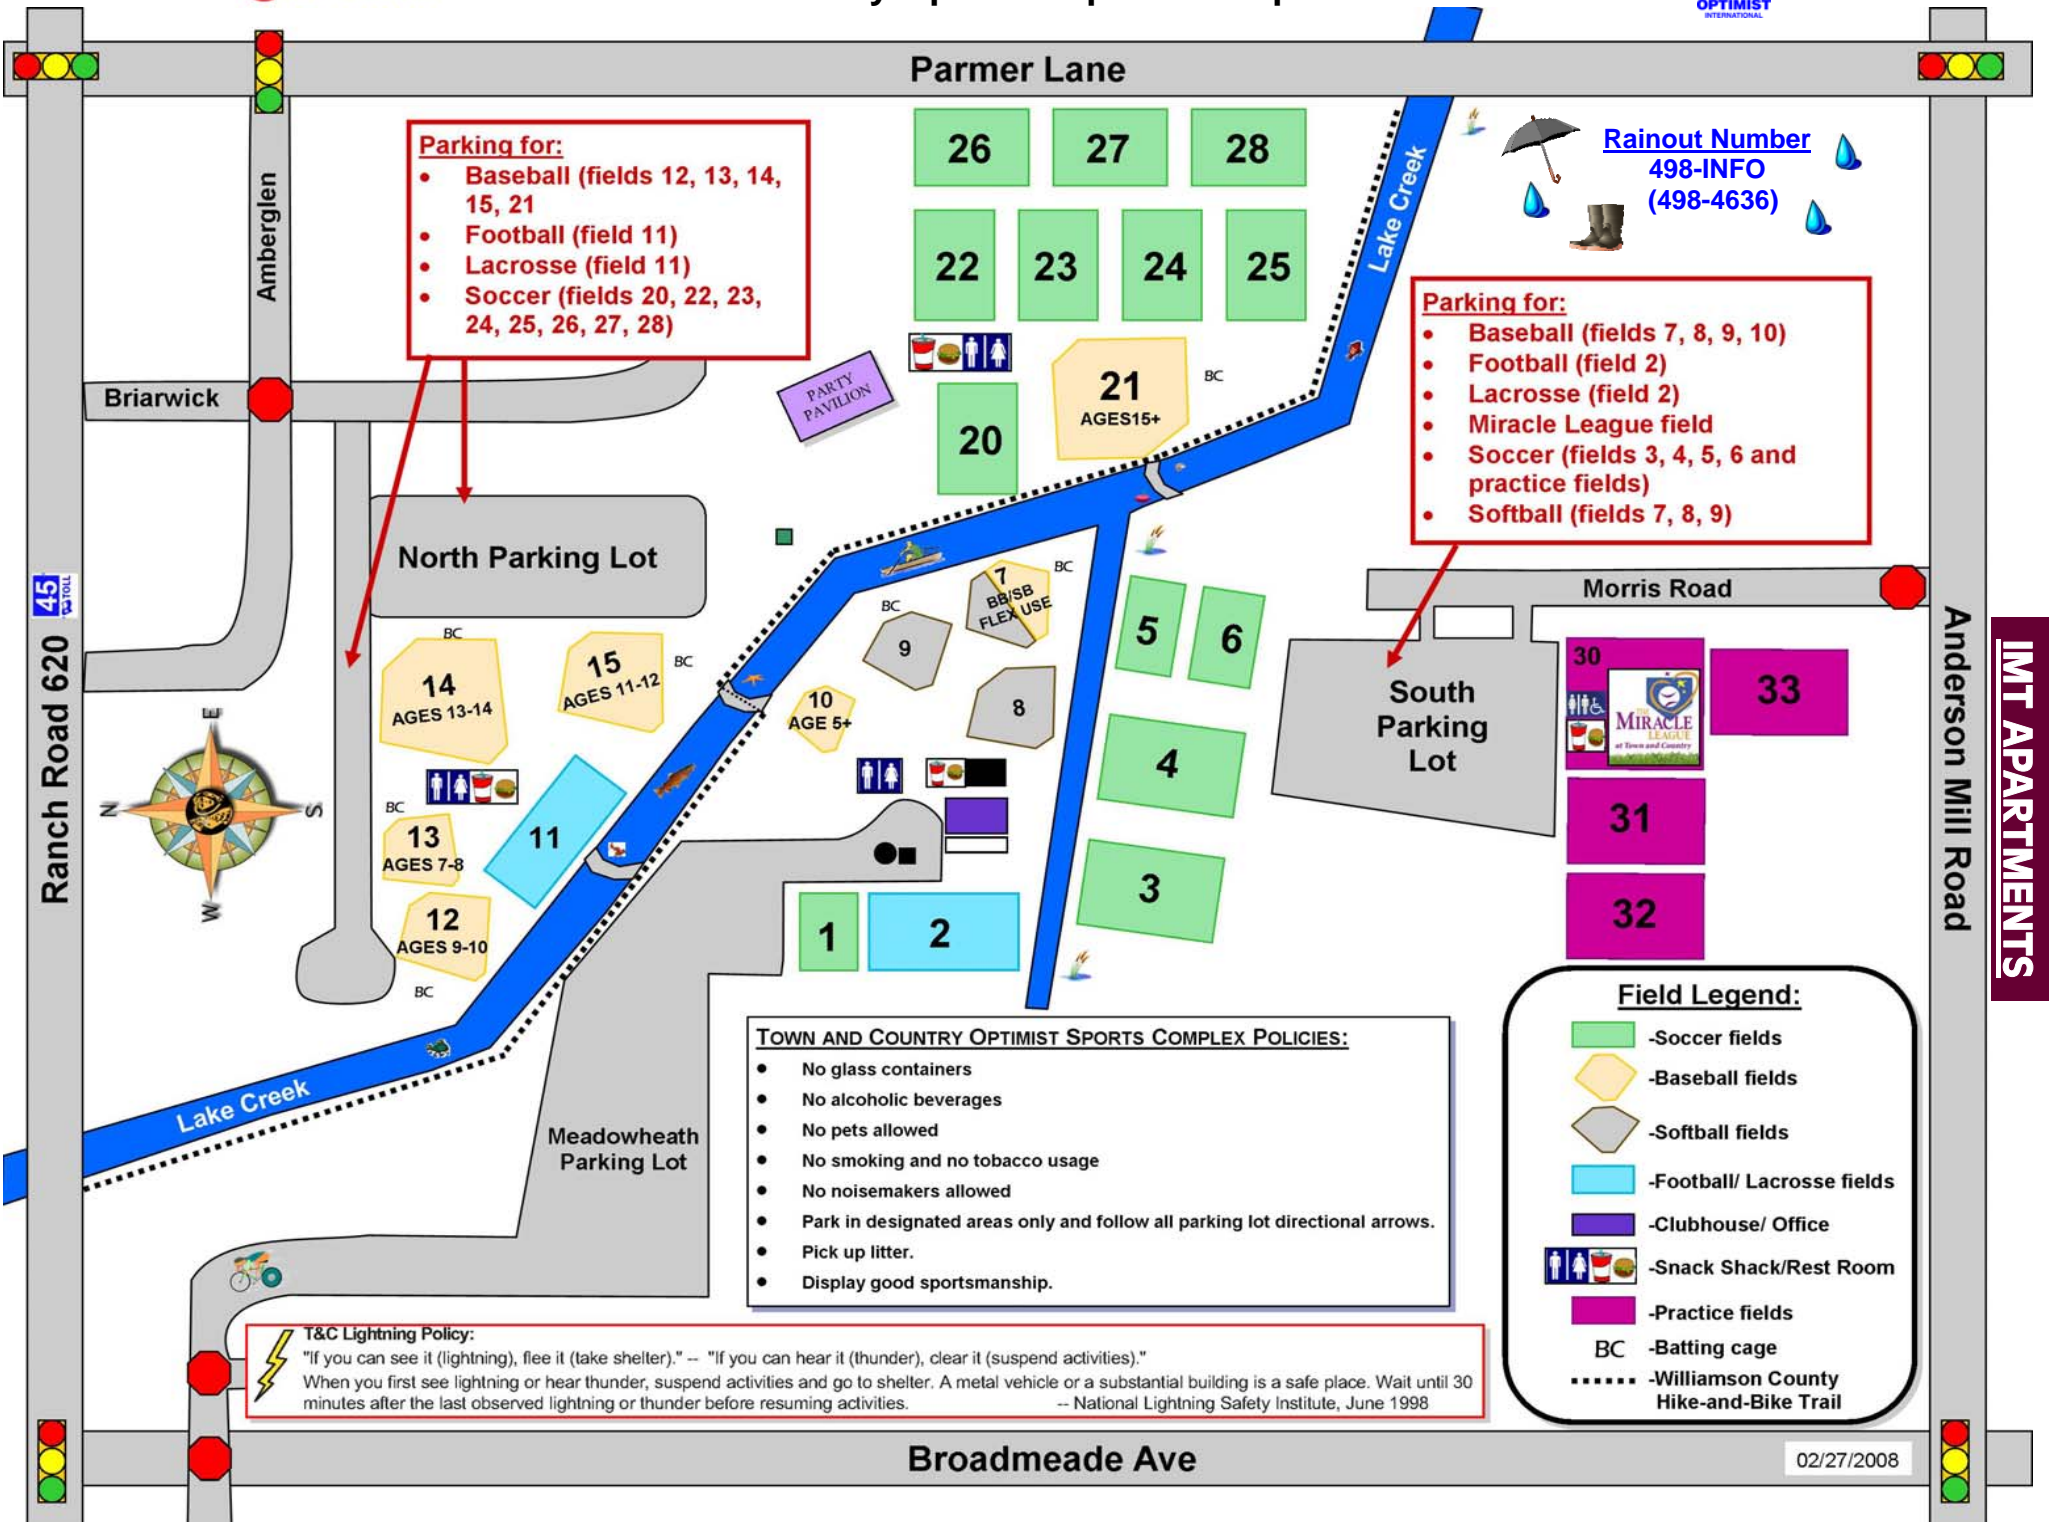 OPTIMIST
INTERNATIONAL
Parmer Lane
Amberglen
Parking for:
• Baseball (fields 12, 13, 14,
15, 21
• Football (field 11)
• Lacrosse (field 11)
• Soccer (fields 20, 22, 23,
24, 25, 26, 27, 28)
26
27
28
22
23
24
25
Lake Creek
Rainout Number
498-INFO
(498-4636)
Parking for:
• Baseball (fields 7, 8, 9, 10)
• Football (field 2)
• Lacrosse (field 2)
• Miracle League field
• Soccer (fields 3, 4, 5, 6 and
practice fields)
• Softball (fields 7, 8, 9)
Briarwick
PARTY
PAVILION
20
21
AGES15+
BC
North Parking Lot
45
TOLL
Ranch Road 620
BC
7
BB/SB
FLEX USE
BC
9
8
5
6
Morris Road
Anderson Mill Road
IMT APARTMENTS
BC
14
AGES 13-14
15
AGES 11-12
BC
10
AGE 5+
4
South
Parking
Lot
30
THE
MIRACLE
LEAGUE
at Town and Country
33
E
N
S
W
BC
13
AGES 7-8
11
12
AGES 9-10
BC
1
2
3
31
32
Lake Creek
Meadowheath
Parking Lot
TOWN AND COUNTRY OPTIMIST SPORTS COMPLEX POLICIES:
• No glass containers
• No alcoholic beverages
• No pets allowed
• No smoking and no tobacco usage
• No noisemakers allowed
• Park in designated areas only and follow all parking lot directional arrows.
• Pick up litter.
• Display good sportsmanship.
Field Legend:
-Soccer fields
-Baseball fields
-Softball fields
-Football/ Lacrosse fields
-Clubhouse/ Office
-Snack Shack/Rest Room
-Practice fields
BC -Batting cage
-Williamson County
Hike-and-Bike Trail
T&C Lightning Policy:
"If you can see it (lightning), flee it (take shelter)." -- "If you can hear it (thunder), clear it (suspend activities)."
When you first see lightning or hear thunder, suspend activities and go to shelter. A metal vehicle or a substantial building is a safe place. Wait until 30
minutes after the last observed lightning or thunder before resuming activities. -- National Lightning Safety Institute, June 1998
Broadmeade Ave
02/27/2008